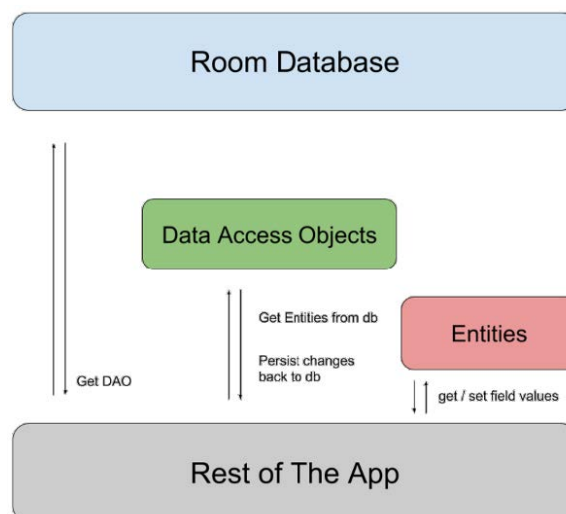 Room Database
Data Access Objects
Get Entities from db
Entities
Persist changes
back to db
Get DAO
get / set field values
Rest of The App